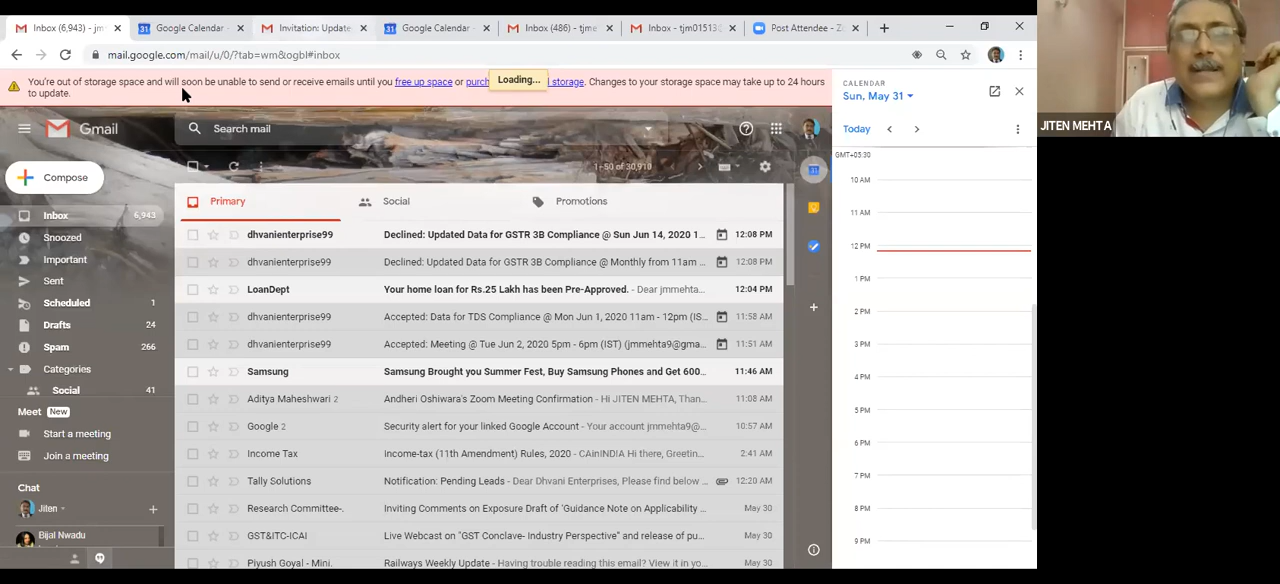 Inbox (6,943) - jm
Google Calendar -
Invitation: Update
Google Calendar -
Inbox (486) - tjme
Inbox - tjm01513
Post Attendee - Z
mail.google.com/mail/u/0/?tab=wm&ogbl#inbox
You're out of storage space and will soon be unable to send or receive emails until you free up space or purch
Loading...
l storage. Changes to your storage space may take up to 24 hours
to update.
Gmail
Search mail
Compose
1–50 of 30,910
Inbox 6,943
Snoozed
Important
Sent
Scheduled 1
Drafts 24
Spam 266
Categories
Social 41
Meet New
Start a meeting
Join a meeting
Chat
Jiten
Bijal Nwadu
Primary
Social
Promotions
dhvanienterprise99 Declined: Updated Data for GSTR 3B Compliance @ Sun Jun 14, 2020 1... 12:08 PM
dhvanienterprise99 Declined: Updated Data for GSTR 3B Compliance @ Monthly from 11am ... 12:08 PM
LoanDept Your home loan for Rs.25 Lakh has been Pre-Approved. - Dear jmmehta... 12:04 PM
dhvanienterprise99 Accepted: Data for TDS Compliance @ Mon Jun 1, 2020 11am - 12pm (IS... 11:58 AM
dhvanienterprise99 Accepted: Meeting @ Tue Jun 2, 2020 5pm - 6pm (IST) (jmmehta9@gma... 11:51 AM
Samsung Samsung Brought you Summer Fest, Buy Samsung Phones and Get 600... 11:46 AM
Aditya Maheshwari 2 Andheri Oshiwara's Zoom Meeting Confirmation - Hi JITEN MEHTA, Than... 11:08 AM
Google 2 Security alert for your linked Google Account - Your account jmmehta9@... 10:57 AM
Income Tax Income-tax (11th Amendment) Rules, 2020 - CAinINDIA Hi there, Greetin... 2:41 AM
Tally Solutions Notification: Pending Leads - Dear Dhvani Enterprises, Please find below ... 12:20 AM
Research Committee-. Inviting Comments on Exposure Draft of 'Guidance Note on Applicability ... May 30
GST&ITC-ICAI Live Webcast on "GST Conclave- Industry Perspective" and release of pu... May 30
Piyush Goyal - Mini. Railways Weekly Update - Having trouble reading this email? View it in yo... May 30
CALENDAR
Sun, May 31
Today
GMT+05:30
10 AM
11 AM
12 PM
1 PM
2 PM
3 PM
4 PM
5 PM
6 PM
7 PM
8 PM
9 PM
JITEN MEHTA